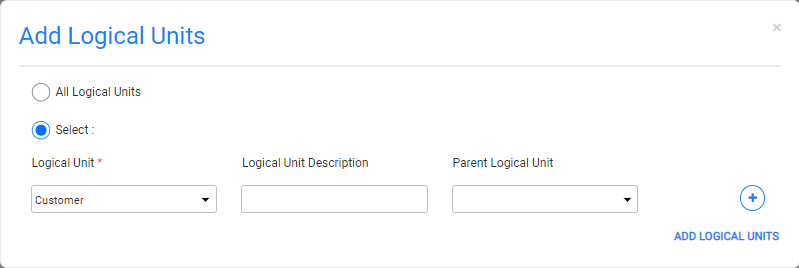 Add Logical Units
×
All Logical Units
Select :
Logical Unit * Logical Unit Description Parent Logical Unit
Customer
ADD LOGICAL UNITS